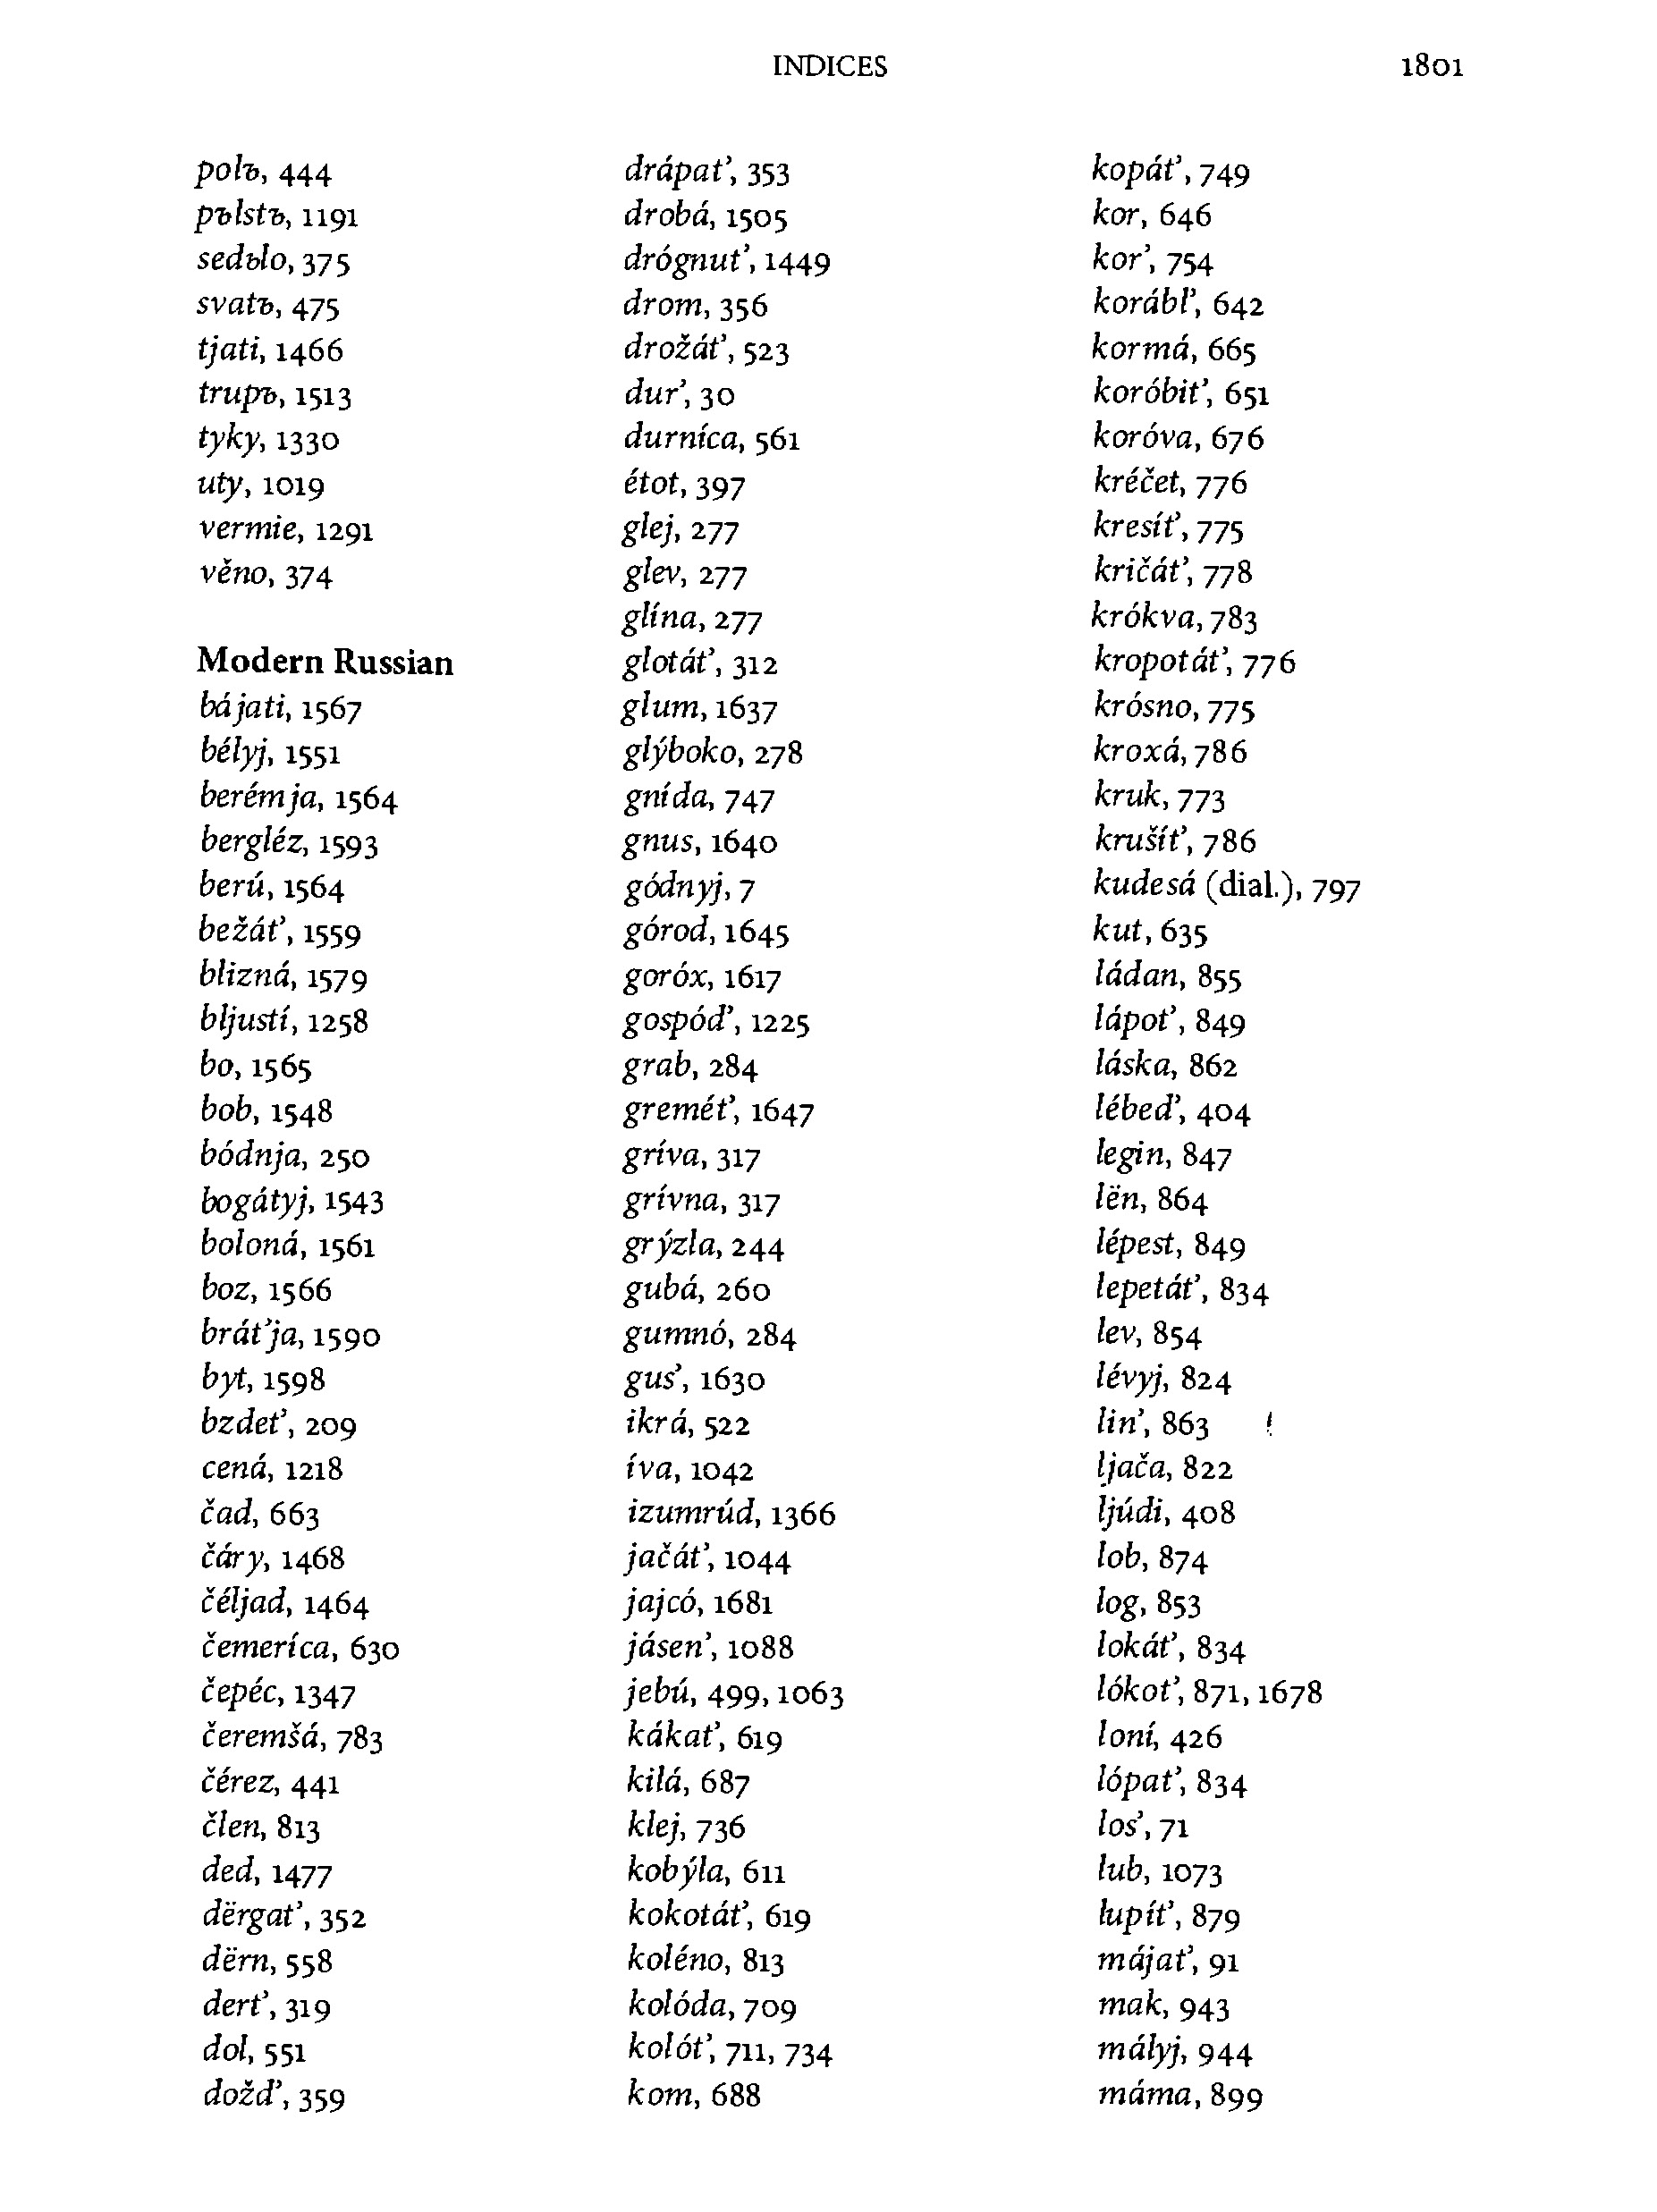 INDICES 1801
polъ, 444
pъlstъ, 1191
sedъlo, 375
svatъ, 475
tjati, 1466
trupъ, 1513
tyky, 1330
uty, 1019
vermie, 1291
věno, 374
Modern Russian
bájati, 1567
bélyj, 1551
berémja, 1564
bergléz, 1593
berú, 1564
bežát’, 1559
blizná, 1579
bljustí, 1258
bo, 1565
bob, 1548
bódnja, 250
bogátyj, 1543
boloná, 1561
boz, 1566
brát’ja, 1590
byt, 1598
bzdet’, 209
cená, 1218
čad, 663
čáry, 1468
čéljad, 1464
čemeríca, 630
čepéc, 1347
čeremšá, 783
čérez, 441
člen, 813
ded, 1477
dërgat’, 352
dërn, 558
dert’, 319
dol, 551
dožd’, 359
drápat’, 353
drobá, 1505
drógnut’, 1449
drom, 356
drožát’, 523
dur’, 30
durníca, 561
étot, 397
glej, 277
glev, 277
glína, 277
glotát’, 312
glum, 1637
glýboko, 278
gnída, 747
gnus, 1640
gódnyj, 7
górod, 1645
goróx, 1617
gospód’, 1225
grab, 284
gremét’, 1647
gríva, 317
grívna, 317
grýzla, 244
gubá, 260
gumnó, 284
gus’, 1630
ikrá, 522
íva, 1042
izumrúd, 1366
jačát’, 1044
jajcó, 1681
jásen’, 1088
jebú, 499, 1063
kákat’, 619
kilá, 687
klej, 736
kobýla, 611
kokotát’, 619
koléno, 813
kolóda, 709
kolót’, 711, 734
kom, 688
kopát’, 749
kor, 646
kor’, 754
korábl’, 642
kormá, 665
koróbit’, 651
koróva, 676
kréčet, 776
kresít’, 775
kričát’, 778
krókva, 783
kropotát’, 776
krósno, 775
kroxá, 786
kruk, 773
krušít’, 786
kudesá (dial.), 797
kut, 635
ládan, 855
lápot’, 849
láska, 862
lébed’, 404
legin, 847
lën, 864
lépest, 849
lepetát’, 834
lev, 854
lévyj, 824
lin’, 863
ljača, 822
ljúdi, 408
lob, 874
log, 853
lokát’, 834
lókot’, 871, 1678
loní, 426
lópat’, 834
los’, 71
lub, 1073
lupít’, 879
májat’, 91
mak, 943
mályj, 944
máma, 899